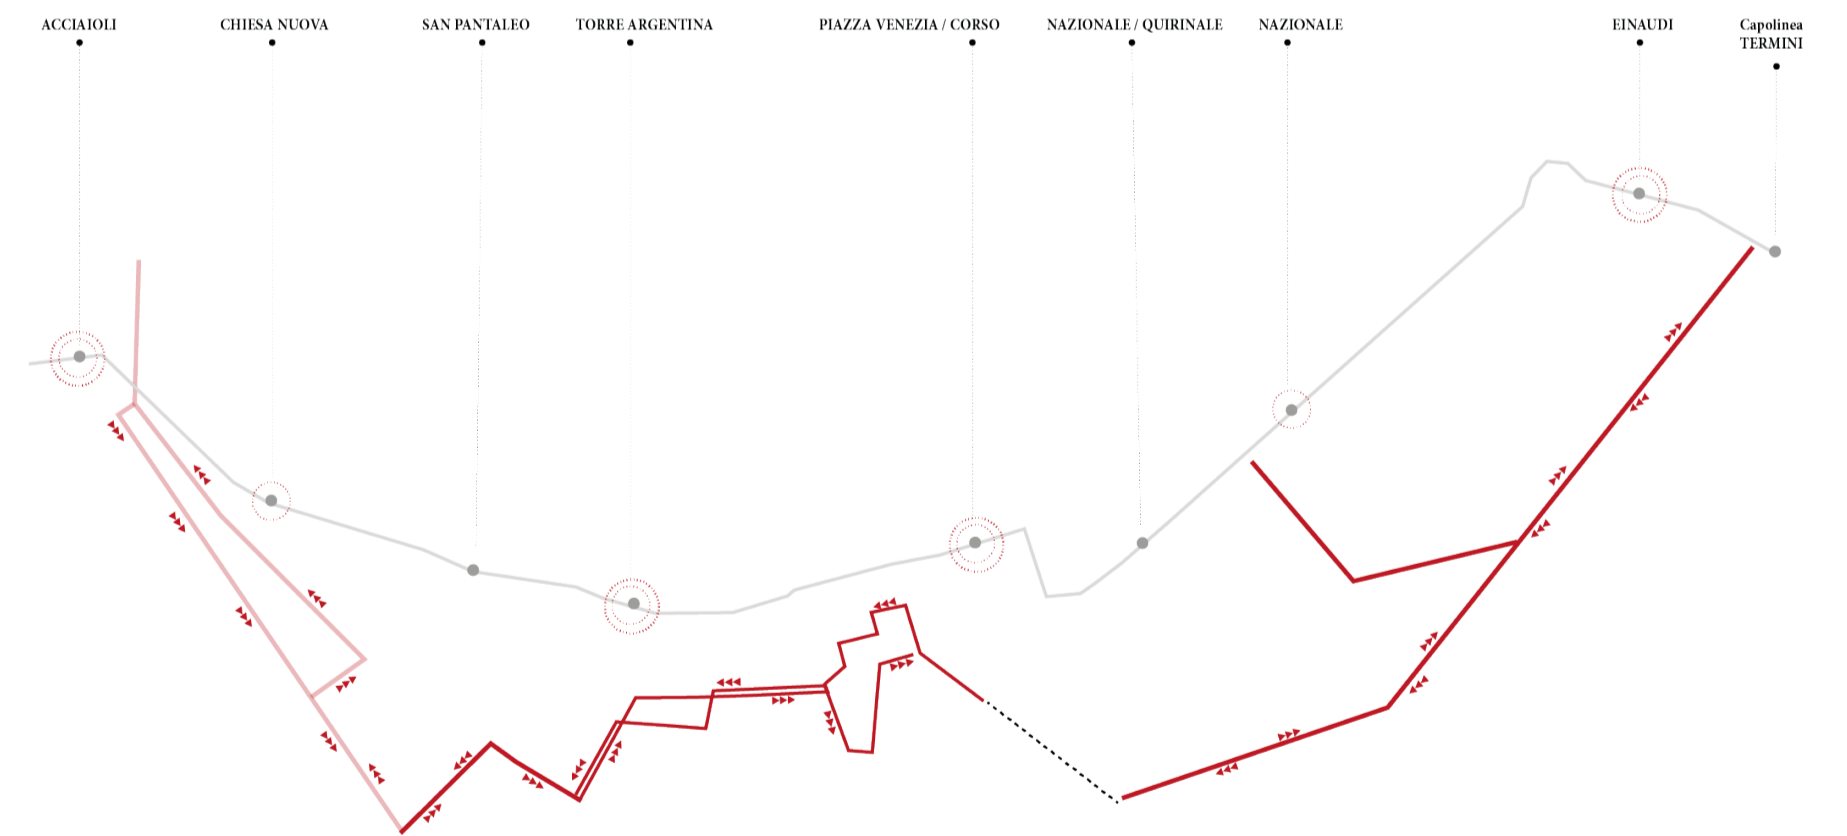 ACCIAIOLI
CHIESA NUOVA
SAN PANTALEO
TORRE ARGENTINA
PIAZZA VENEZIA / CORSO
NAZIONALE / QUIRINALE
NAZIONALE
EINAUDI
Capolinea
TERMINI